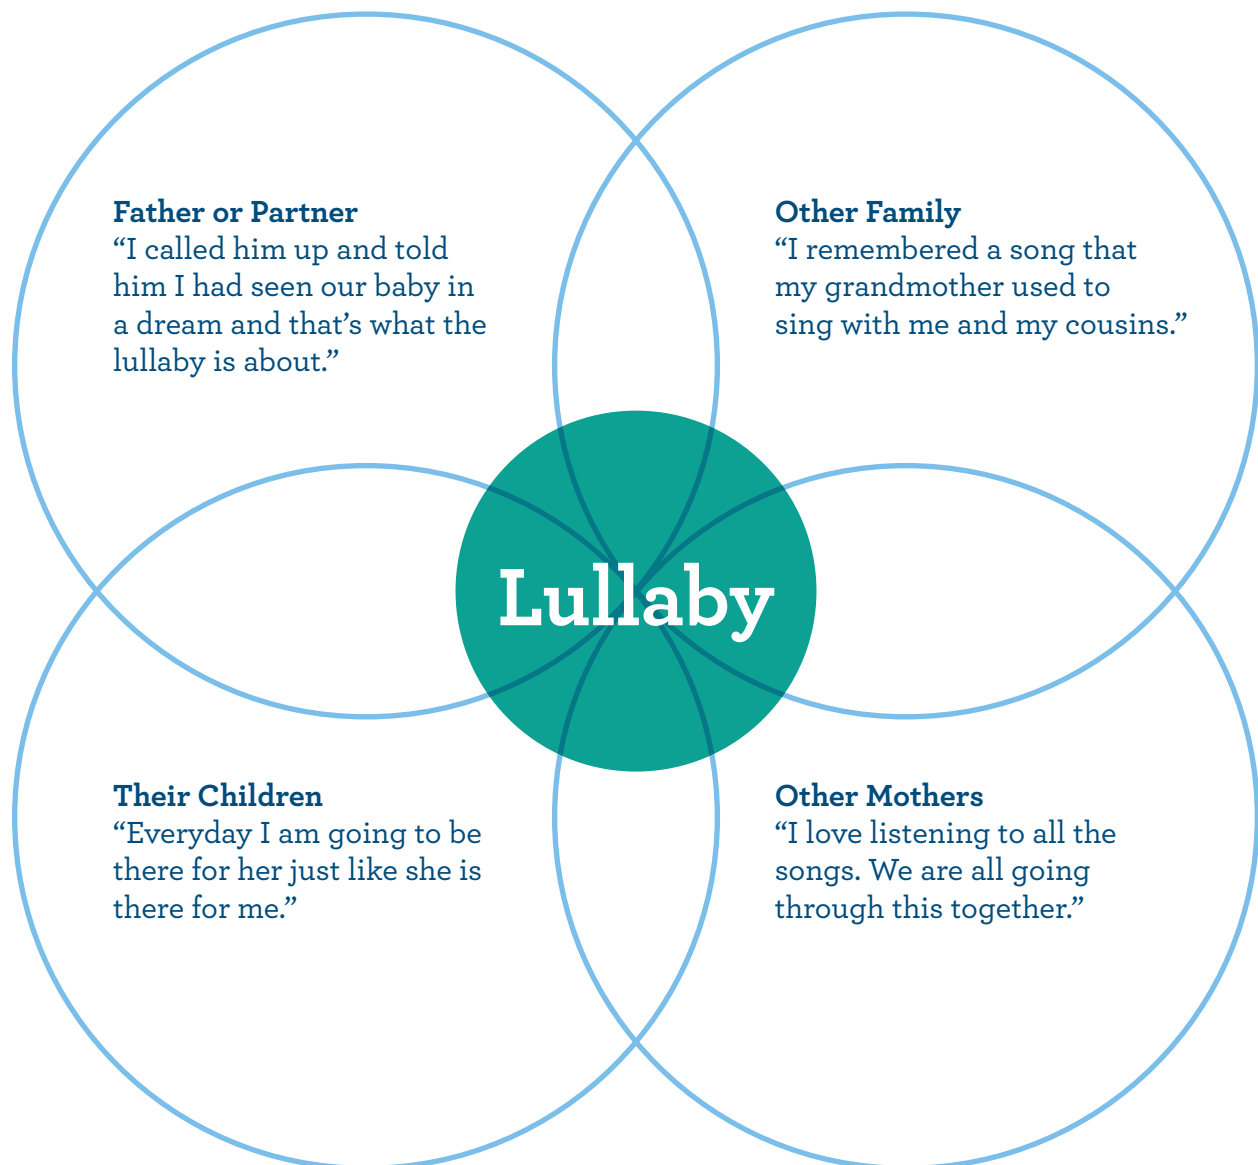 Father or Partner
“I called him up and told
him I had seen our baby in
a dream and that’s what the
lullaby is about.”
Other Family
“I remembered a song that
my grandmother used to
sing with me and my cousins.”
Lullaby
Their Children
“Everyday I am going to be
there for her just like she is
there for me.”
Other Mothers
“I love listening to all the
songs. We are all going
through this together.”